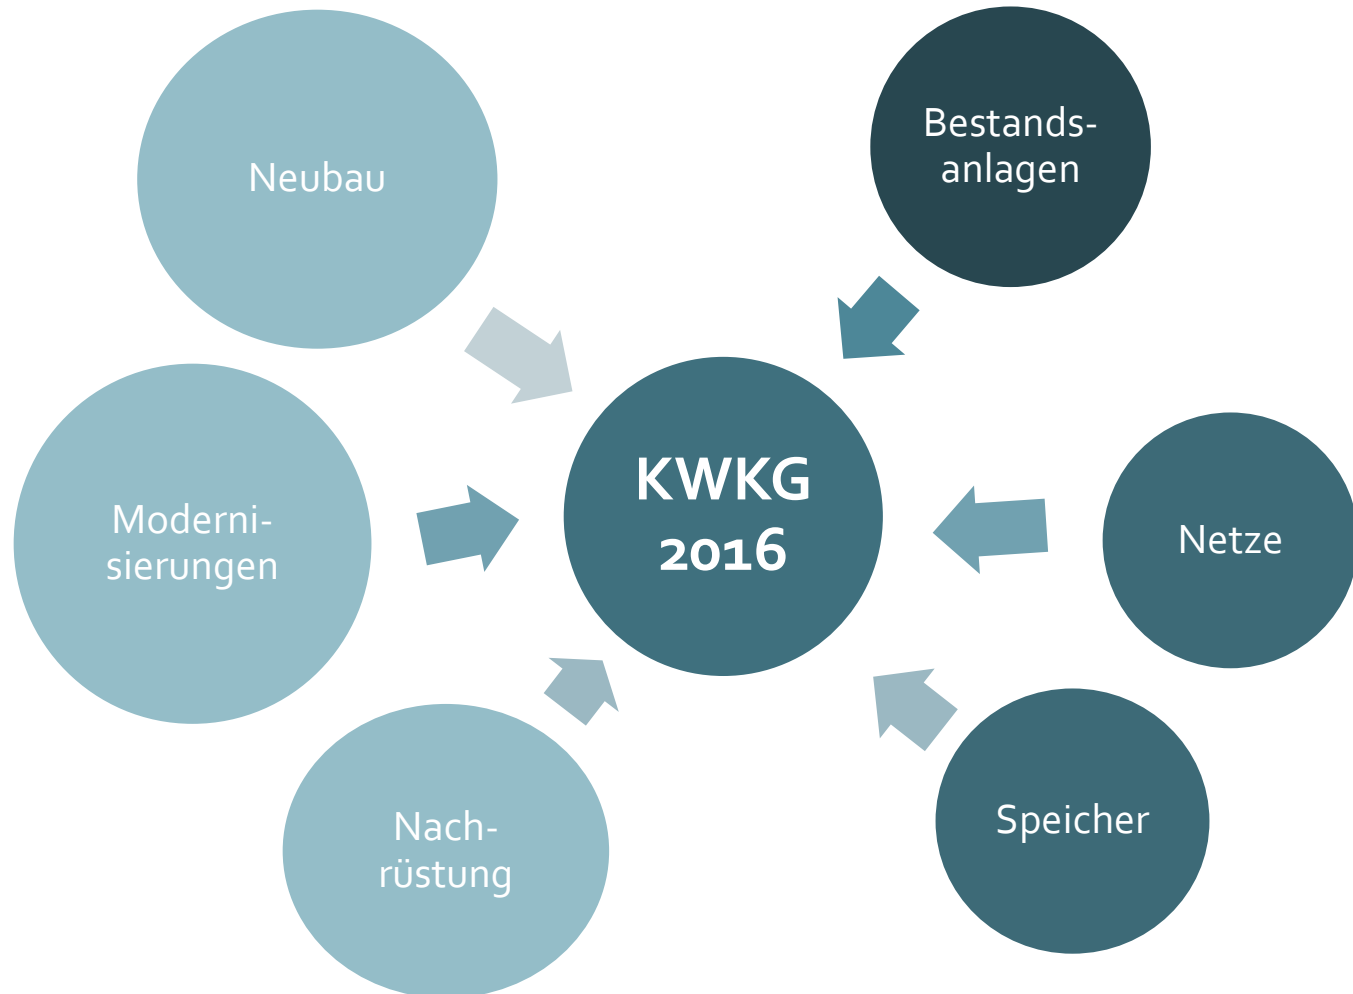 Neubau
Bestands-
anlagen
KWKG
2016
Moderni-
sierungen
Netze
Nach-
rüstung
Speicher